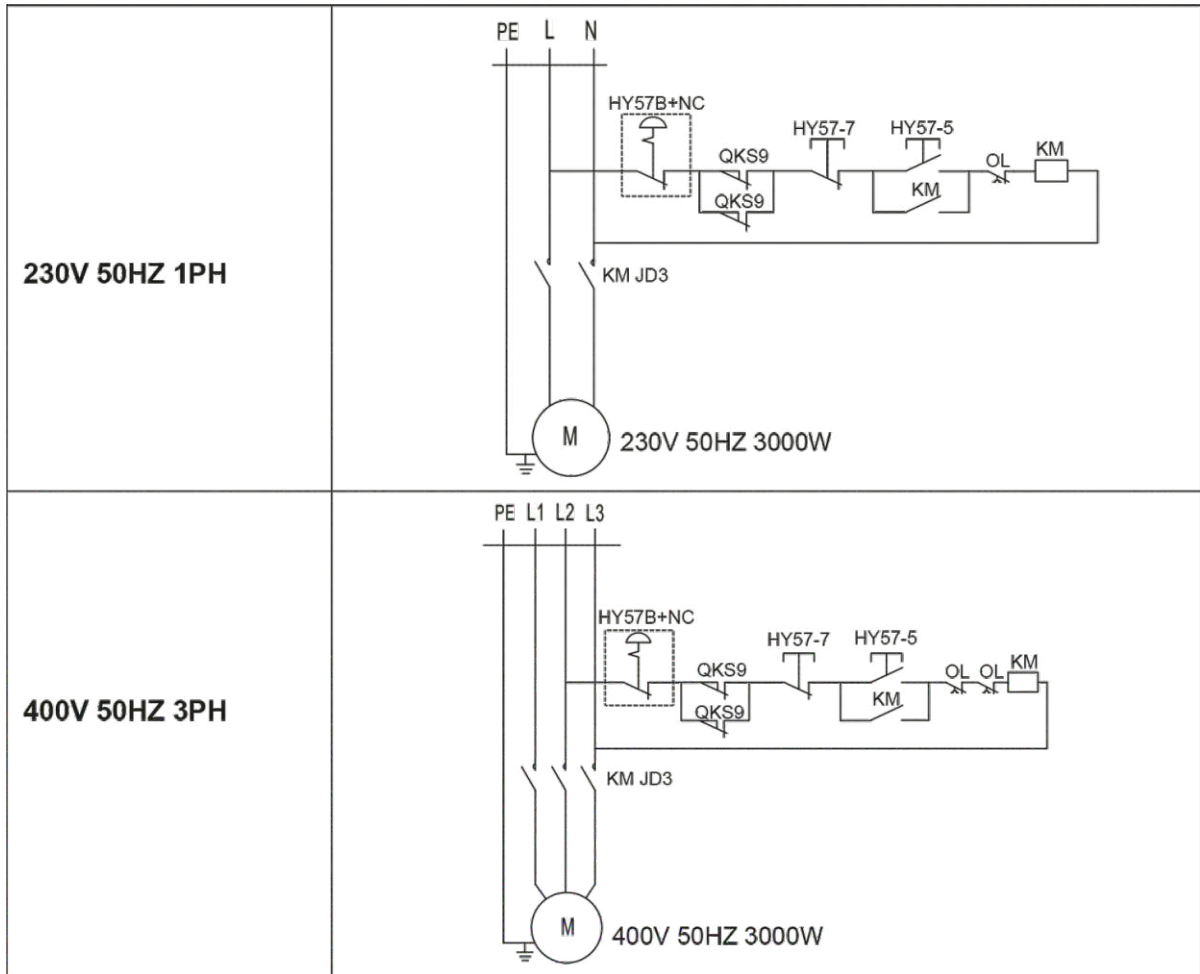 PE L N
HY57B+NC
HY57-7 HY57-5
QKS9 OL KM
QKS9 KM
230V 50HZ 1PH
KM JD3
M
230V 50HZ 3000W
PE L1 L2 L3
HY57B+NC
HY57-7 HY57-5
QKS9 OL OL KM
QKS9 KM
400V 50HZ 3PH
KM JD3
M
400V 50HZ 3000W